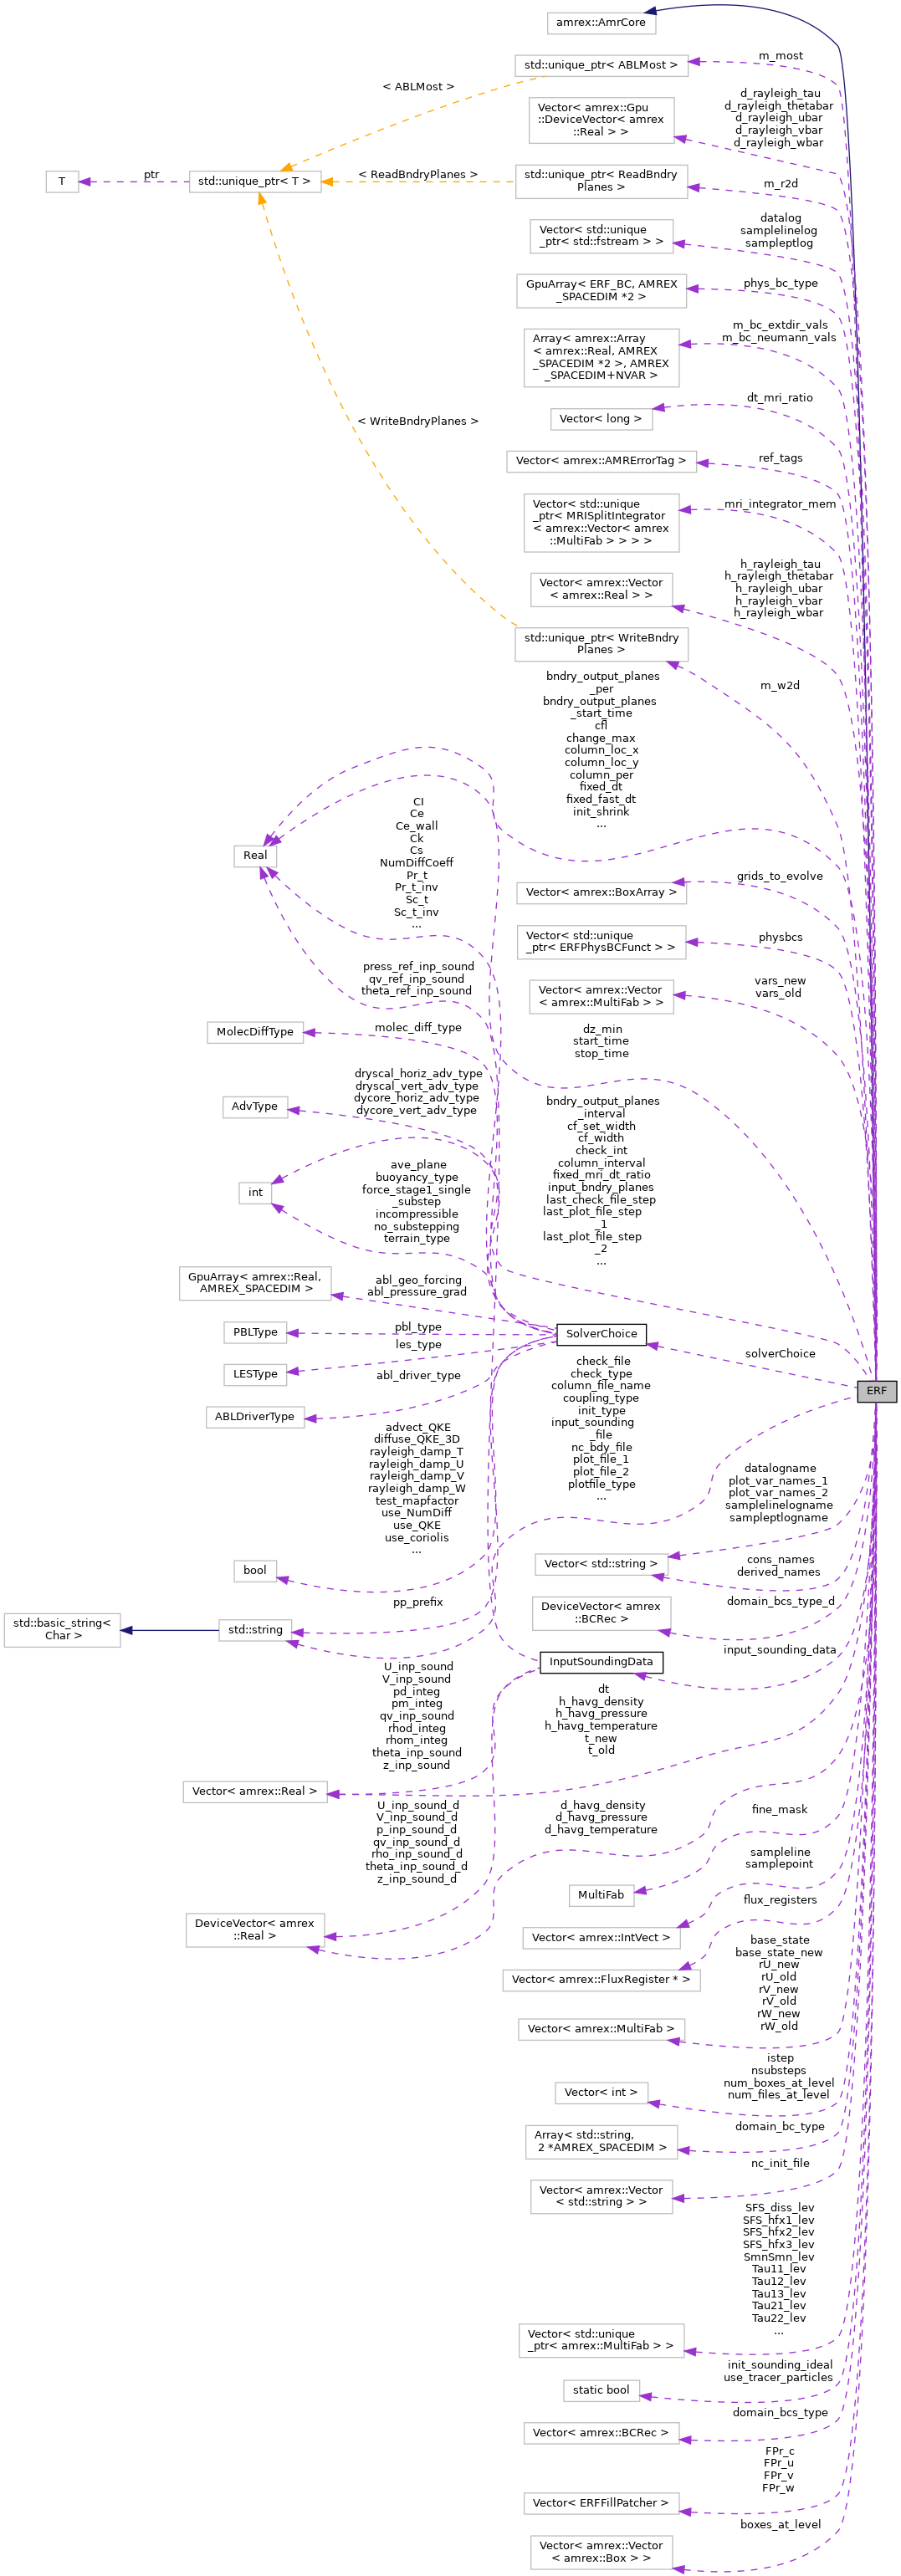 amrex::AmrCore
m_most
std::unique_ptr< ABLMost >
< ABLMost >
d_rayleigh_tau
d_rayleigh_thetabar
d_rayleigh_ubar
d_rayleigh_vbar
d_rayleigh_wbar
Vector< amrex::Gpu
::DeviceVector< amrex
::Real > >
T
ptr
std::unique_ptr< T >
< ReadBndryPlanes >
std::unique_ptr< ReadBndry
Planes >
m_r2d
datalog
samplelinelog
sampleptlog
Vector< std::unique
_ptr< std::fstream > >
GpuArray< ERF_BC, AMREX
_SPACEDIM *2 >
phys_bc_type
m_bc_extdir_vals
m_bc_neumann_vals
Array< amrex::Array
< amrex::Real, AMREX
_SPACEDIM *2 >, AMREX
_SPACEDIM+NVAR >
dt_mri_ratio
Vector< long >
< WriteBndryPlanes >
ref_tags
Vector< amrex::AMRErrorTag >
mri_integrator_mem
Vector< std::unique
_ptr< MRISplitIntegrator
< amrex::Vector< amrex
::MultiFab > > > >
h_rayleigh_tau
h_rayleigh_thetabar
h_rayleigh_ubar
h_rayleigh_vbar
h_rayleigh_wbar
Vector< amrex::Vector
< amrex::Real > >
std::unique_ptr< WriteBndry
Planes >
m_w2d
bndry_output_planes
_per
bndry_output_planes
_start_time
cfl
change_max
column_loc_x
column_loc_y
column_per
fixed_dt
fixed_fast_dt
init_shrink
...
CI
Ce
Ce_wall
Ck
Cs
NumDiffCoeff
Pr_t
Pr_t_inv
Sc_t
Sc_t_inv
...
Real
grids_to_evolve
Vector< amrex::BoxArray >
physbcs
Vector< std::unique
_ptr< ERFPhysBCFunct > >
press_ref_inp_sound
qv_ref_inp_sound
theta_ref_inp_sound
vars_new
vars_old
Vector< amrex::Vector
< amrex::MultiFab > >
MolecDiffType
molec_diff_type
dz_min
start_time
stop_time
dryscal_horiz_adv_type
dryscal_vert_adv_type
dycore_horiz_adv_type
dycore_vert_adv_type
AdvType
bndry_output_planes
_interval
cf_set_width
cf_width
check_int
column_interval
fixed_mri_dt_ratio
input_bndry_planes
last_check_file_step
last_plot_file_step
_1
last_plot_file_step
_2
...
ave_plane
buoyancy_type
force_stage1_single
_substep
incompressible
no_substepping
terrain_type
int
GpuArray< amrex::Real,
AMREX_SPACEDIM >
abl_geo_forcing
abl_pressure_grad
PBLType
pbl_type
SolverChoice
solverChoice
LESType
les_type
ABLDriverType
abl_driver_type
ERF
check_file
check_type
column_file_name
coupling_type
init_type
input_sounding
_file
nc_bdy_file
plot_file_1
plot_file_2
plotfile_type
...
advect_QKE
diffuse_QKE_3D
rayleigh_damp_T
rayleigh_damp_U
rayleigh_damp_V
rayleigh_damp_W
test_mapfactor
use_NumDiff
use_QKE
use_coriolis
...
bool
datalogname
plot_var_names_1
plot_var_names_2
samplelinelogname
sampleptlogname
Vector< std::string >
cons_names
derived_names
pp_prefix
std::basic_string<
Char >
std::string
DeviceVector< amrex
::BCRec >
domain_bcs_type_d
InputSoundingData
input_sounding_data
U_inp_sound
V_inp_sound
pd_integ
pm_integ
qv_inp_sound
rhod_integ
rhom_integ
theta_inp_sound
z_inp_sound
dt
h_havg_density
h_havg_pressure
h_havg_temperature
t_new
t_old
Vector< amrex::Real >
U_inp_sound_d
V_inp_sound_d
p_inp_sound_d
qv_inp_sound_d
rho_inp_sound_d
theta_inp_sound_d
z_inp_sound_d
d_havg_density
d_havg_pressure
d_havg_temperature
DeviceVector< amrex
::Real >
fine_mask
MultiFab
sampleline
samplepoint
Vector< amrex::IntVect >
flux_registers
Vector< amrex::FluxRegister * >
base_state
base_state_new
rU_new
rU_old
rV_new
rV_old
rW_new
rW_old
Vector< amrex::MultiFab >
istep
nsubsteps
num_boxes_at_level
num_files_at_level
Vector< int >
domain_bc_type
Array< std::string,
2 *AMREX_SPACEDIM >
nc_init_file
Vector< amrex::Vector
< std::string > >
SFS_diss_lev
SFS_hfx1_lev
SFS_hfx2_lev
SFS_hfx3_lev
SmnSmn_lev
Tau11_lev
Tau12_lev
Tau13_lev
Tau21_lev
Tau22_lev
...
Vector< std::unique
_ptr< amrex::MultiFab > >
init_sounding_ideal
use_tracer_particles
static bool
domain_bcs_type
Vector< amrex::BCRec >
FPr_c
FPr_u
FPr_v
FPr_w
Vector< ERFFillPatcher >
boxes_at_level
Vector< amrex::Vector
< amrex::Box > >